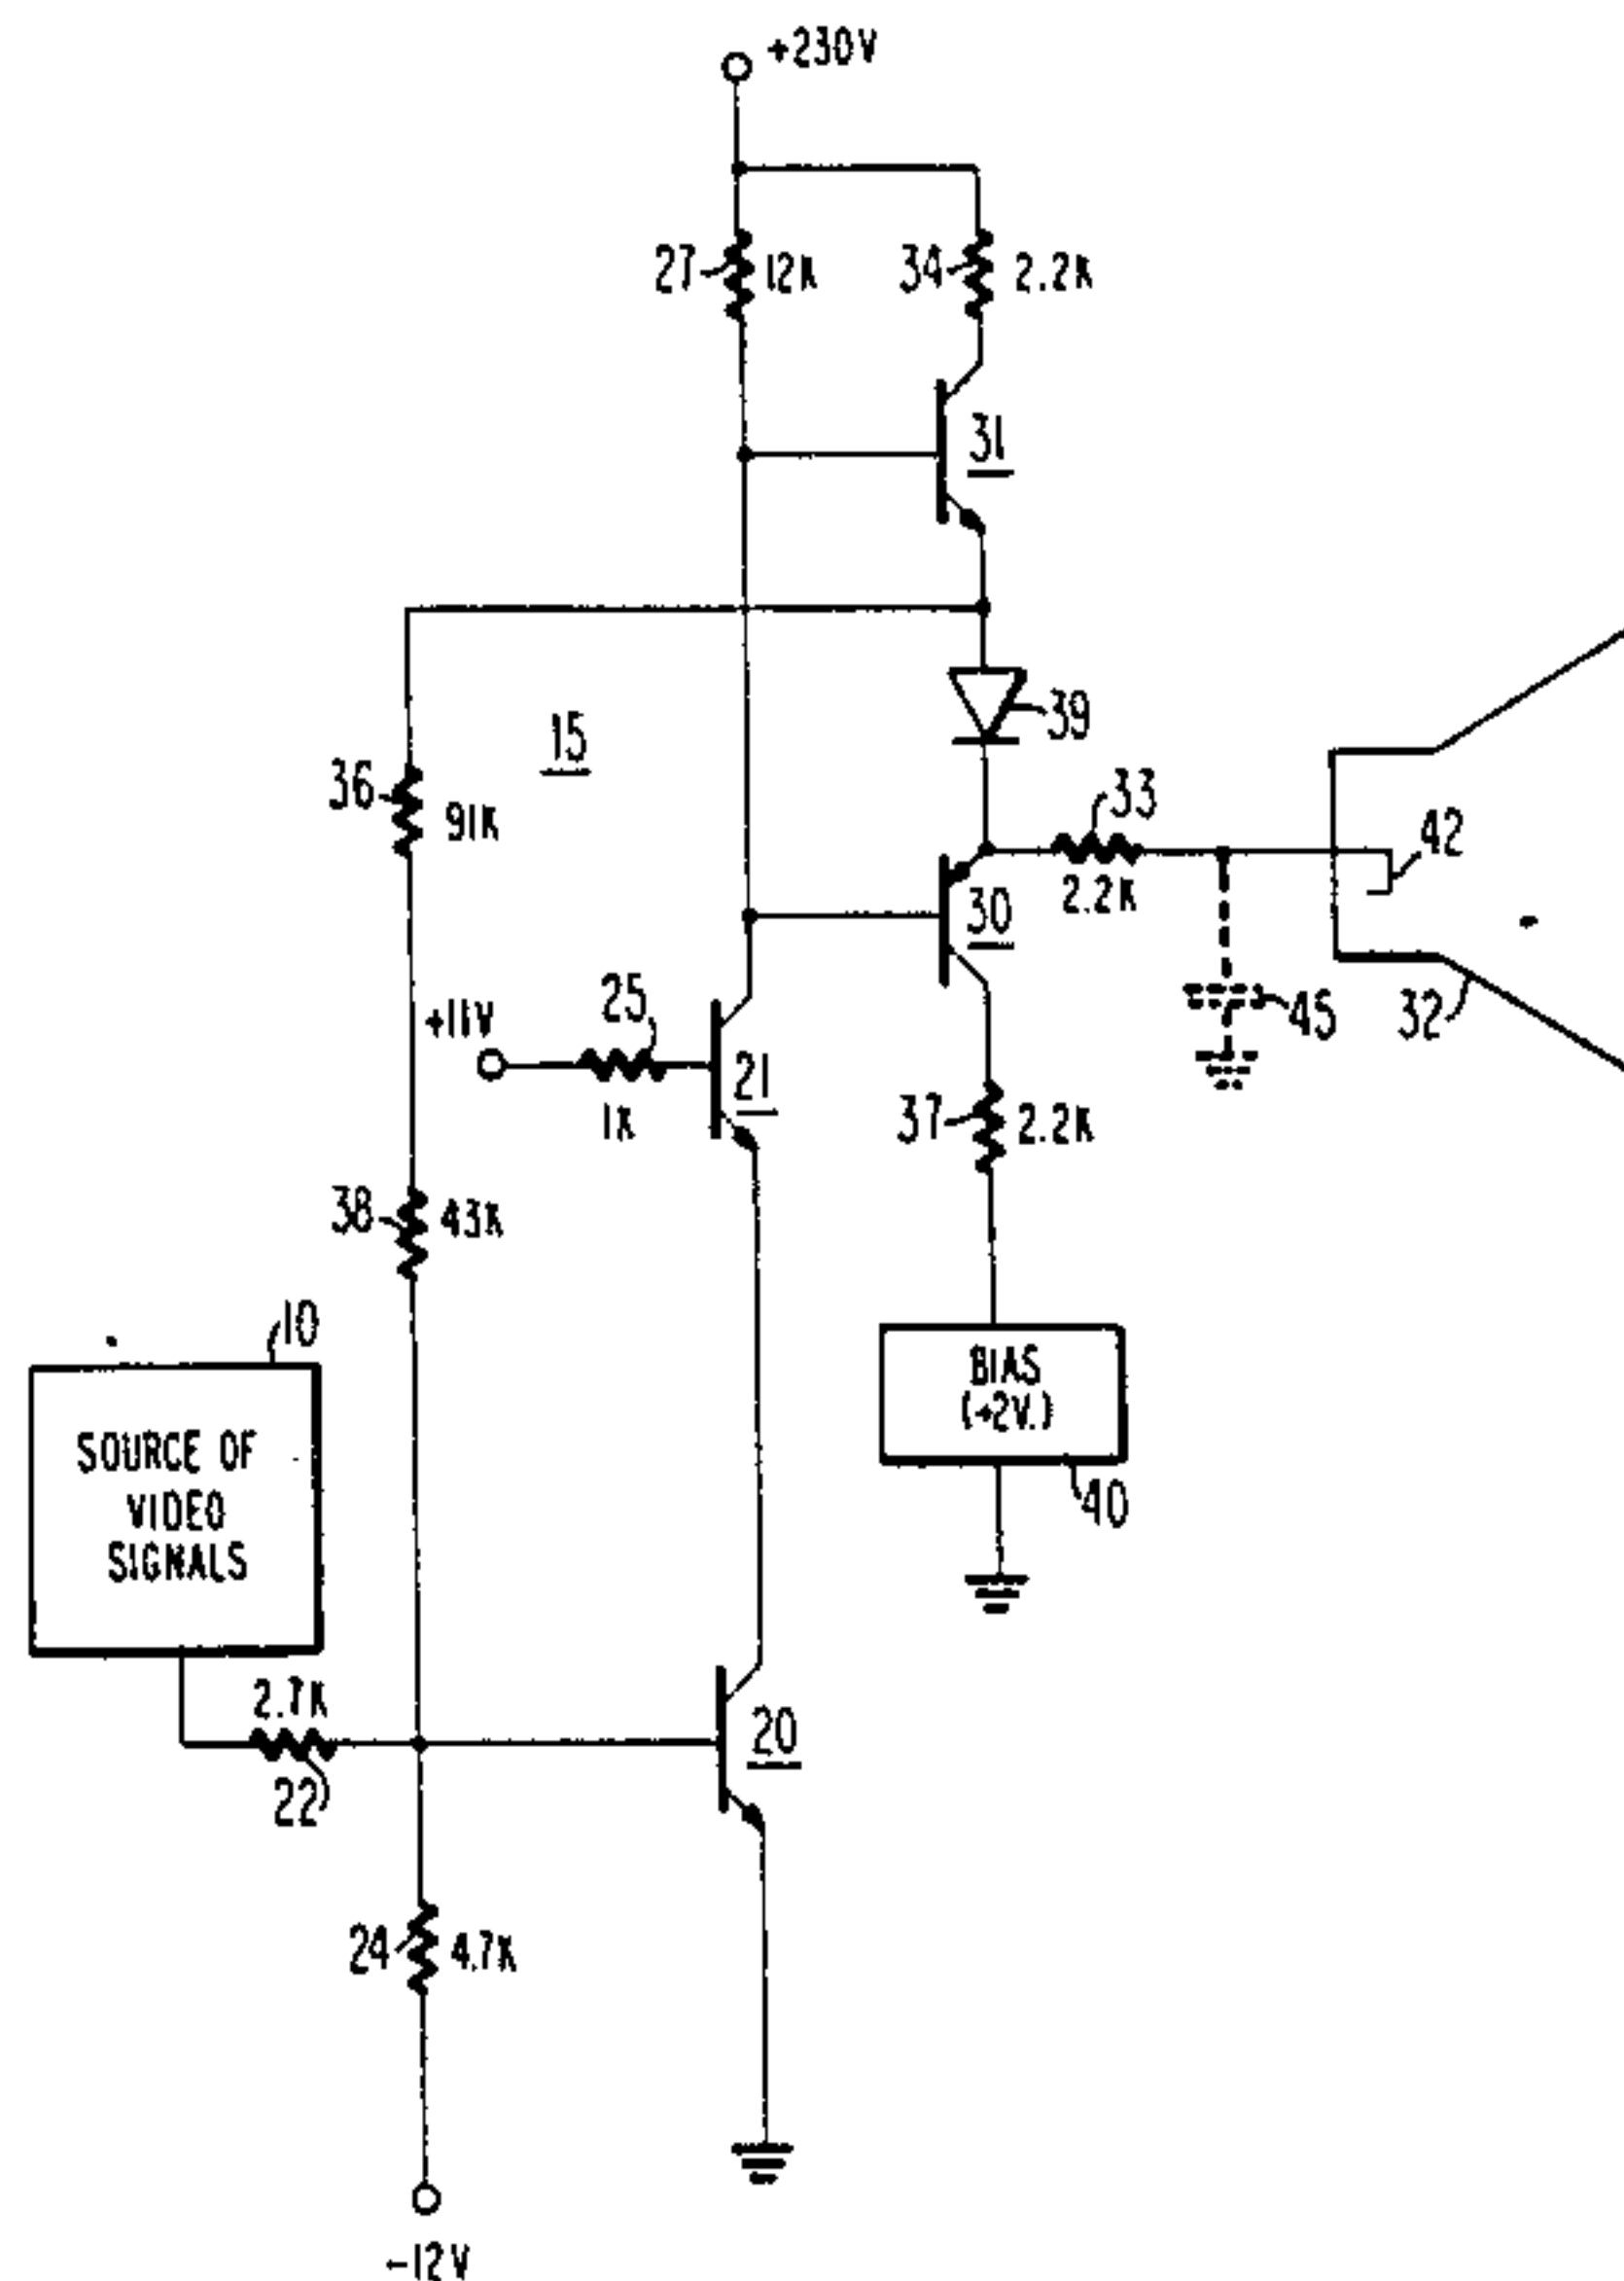 +230V
27
12K
34
2.2K
31
15
39
36
91K
33
2.2K
42
30
+11V
25
1K
21
45
32
37
2.2K
38
43K
10
SOURCE OF
VIDEO
SIGNALS
BIAS
(+2V.)
40
2.7K
22
20
24
4.7K
-12V